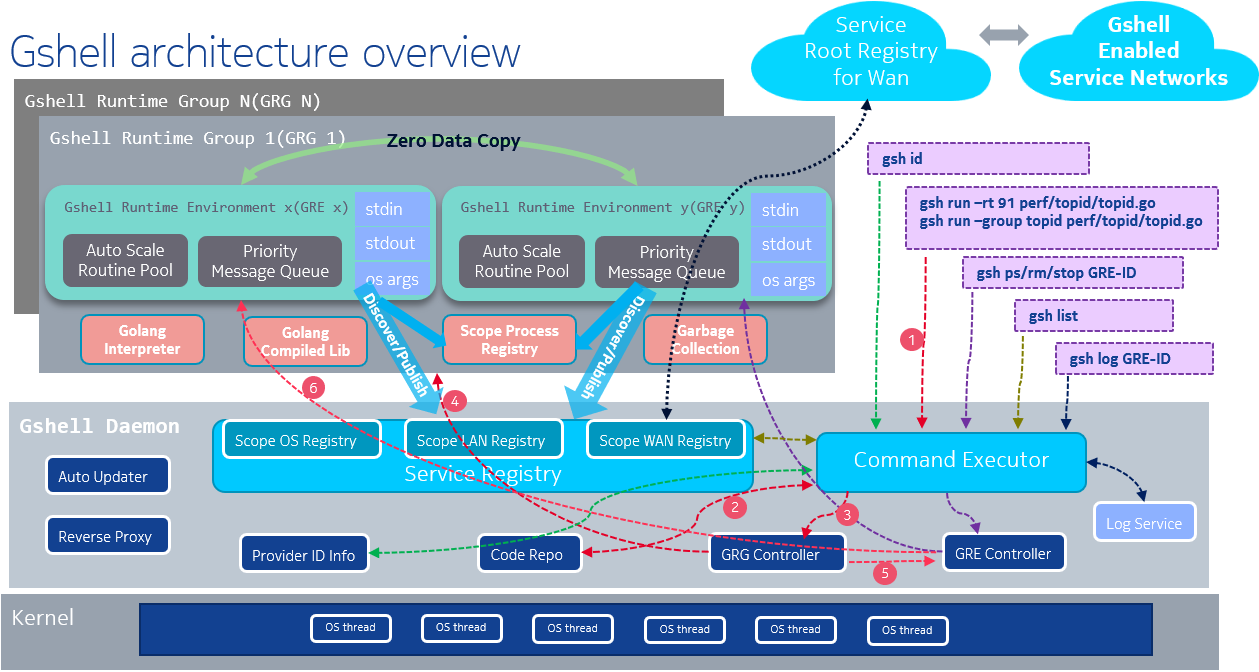 Gshell architecture overview
Service
Root Registry
for Wan
Gshell
Enabled
Service Networks
Gshell Runtime Group N(GRG N)
Gshell Runtime Group 1(GRG 1)
Zero Data Copy
Gshell Runtime Environment x(GRE x)
stdin
stdout
os args
Auto Scale
Routine Pool
Priority
Message Queue
Gshell Runtime Environment y(GRE y)
stdin
stdout
os args
Auto Scale
Routine Pool
Priority
Message Queue
Discover/Publish
Discover/Publish
Golang
Interpreter
Golang
Compiled Lib
Scope Process
Registry
Garbage
Collection
gsh id
gsh run –rt 91 perf/topid/topid.go
gsh run –group topid perf/topid/topid.go
gsh ps/rm/stop GRE-ID
gsh list
gsh log GRE-ID
1
6
4
Gshell Daemon
Scope OS Registry
Scope LAN Registry
Scope WAN Registry
Service Registry
Command Executor
Auto Updater
Reverse Proxy
2
3
Log Service
Provider ID Info
Code Repo
GRG Controller
GRE Controller
5
Kernel
OS thread
OS thread
OS thread
OS thread
OS thread
OS thread